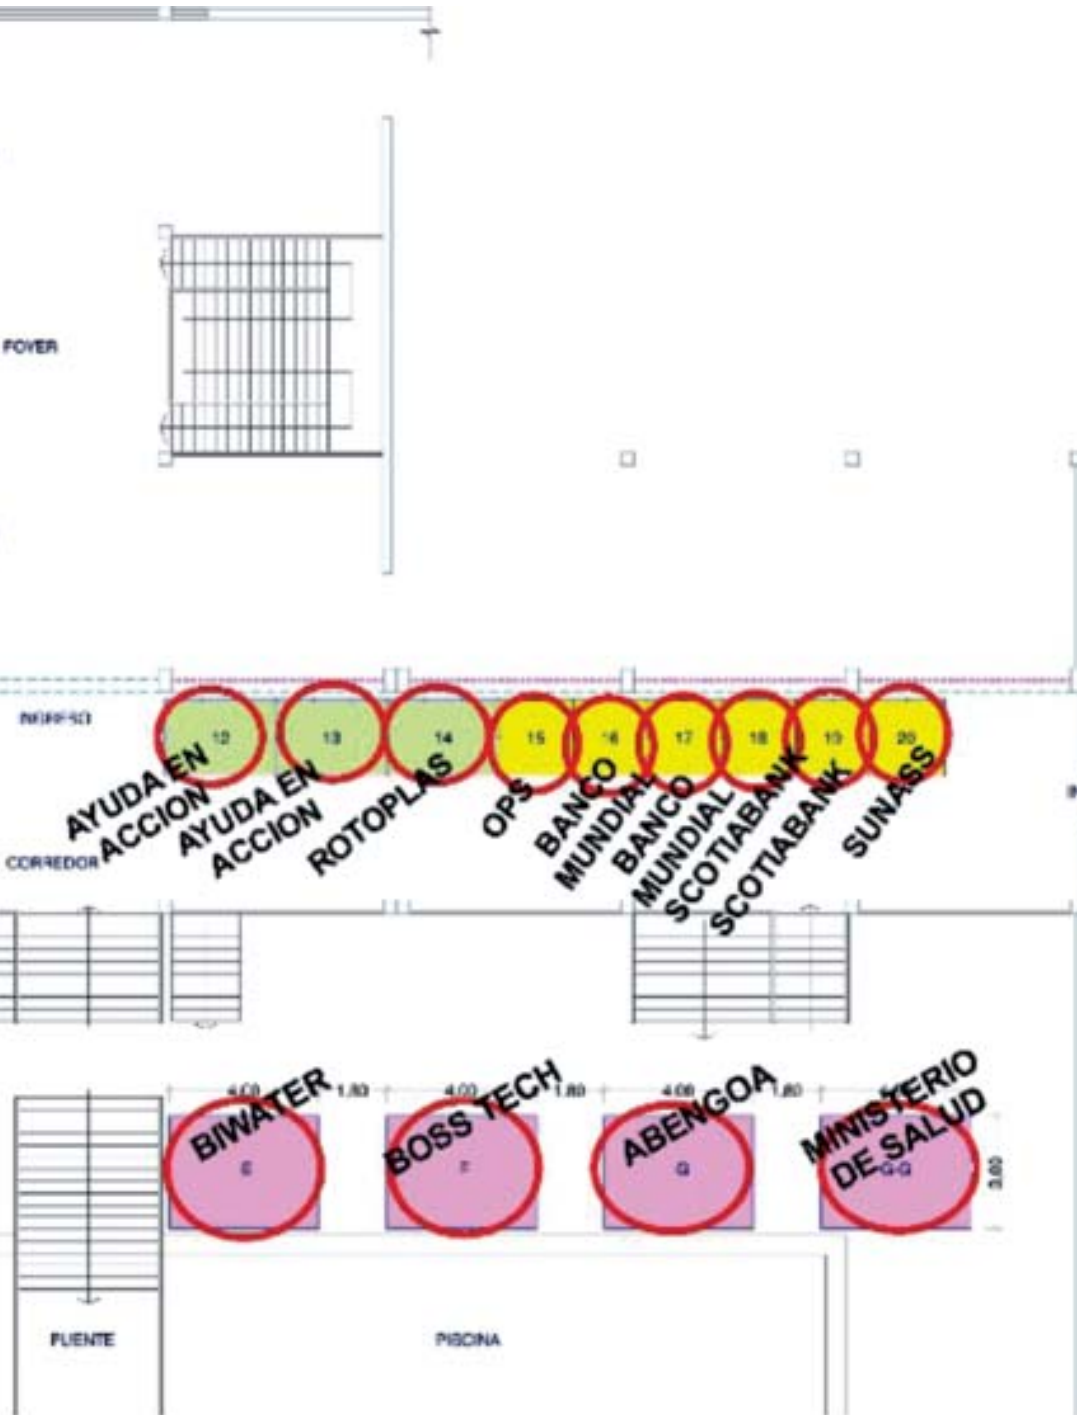 FOYER
INGRESO
12
13
14
15
16
17
18
19
20
AYUDA EN
ACCION
AYUDA EN
ACCION
ROTOPLAS
OPS
BANCO
MUNDIAL
BANCO
MUNDIAL
SCOTIABANK
SCOTIABANK
SUNASS
CORREDOR
4.00
1.80
4.00
1.80
4.00
1.80
BIWATER
BOSS TECH
ABENGOA
MINISTERIO
DE SALUD
E
F
G
G-G
3.00
FUENTE
PISCINA